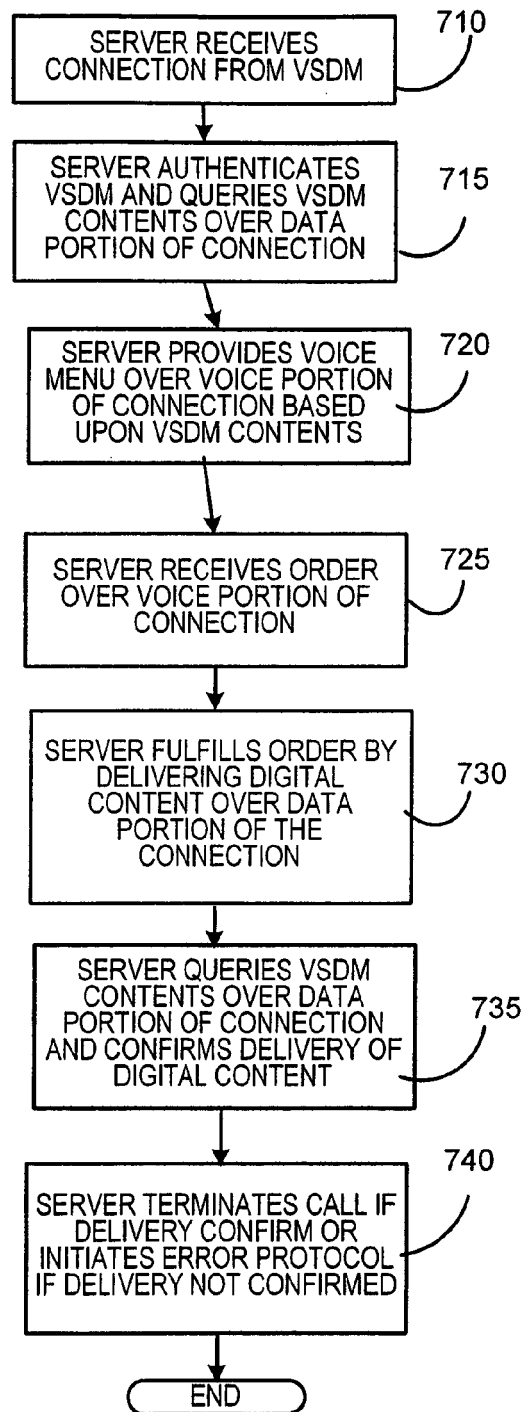 SERVER RECEIVES
CONNECTION FROM VSDM
710
SERVER AUTHENTICATES
VSDM AND QUERIES VSDM
CONTENTS OVER DATA
PORTION OF CONNECTION
715
SERVER PROVIDES VOICE
MENU OVER VOICE PORTION
OF CONNECTION BASED
UPON VSDM CONTENTS
720
SERVER RECEIVES ORDER
OVER VOICE PORTION OF
CONNECTION
725
SERVER FULFILLS ORDER BY
DELIVERING DIGITAL
CONTENT OVER DATA
PORTION OF THE
CONNECTION
730
SERVER QUERIES VSDM
CONTENTS OVER DATA
PORTION OF CONNECTION
AND CONFIRMS DELIVERY OF
DIGITAL CONTENT
735
SERVER TERMINATES CALL IF
DELIVERY CONFIRM OR
INITIATES ERROR PROTOCOL
IF DELIVERY NOT CONFIRMED
740
END